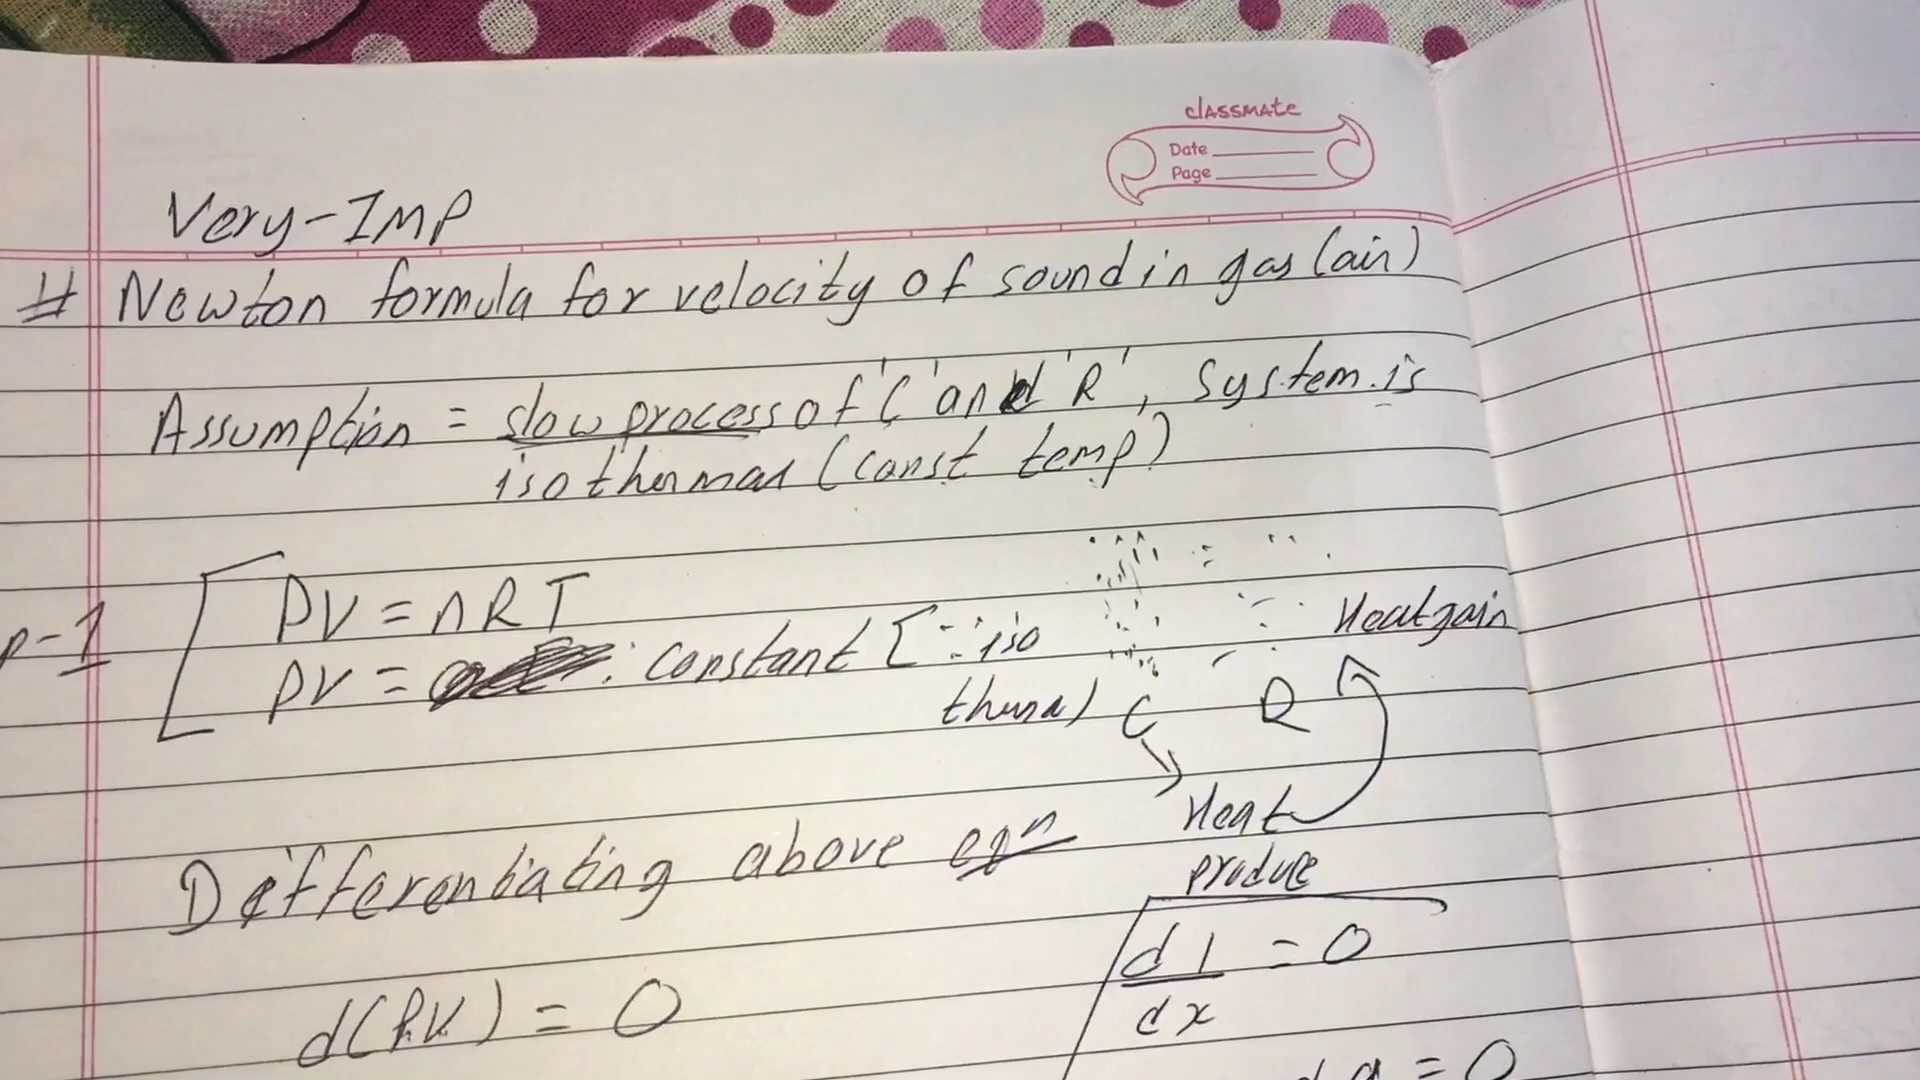 classmate
Date
Page
Very-IMP
# Newton formula for velocity of sound in gas (air)
Assumption = slow process of 'C' and 'R', System is
isothermal (const temp)
PV = nRT
-1
PV = : constant [∵ iso
thermal)
C
R
Heat gain
Heat
produce
Differentiating above eqn
d(P.V) = 0
d1 = 0
dx
= 0